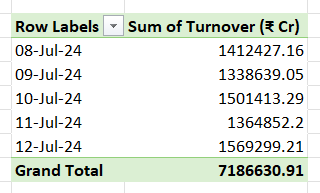 Row Labels Sum of Turnover (₹ Cr)
08-Jul-24 1412427.16
09-Jul-24 1338639.05
10-Jul-24 1501413.29
11-Jul-24 1364852.2
12-Jul-24 1569299.21
Grand Total 7186630.91